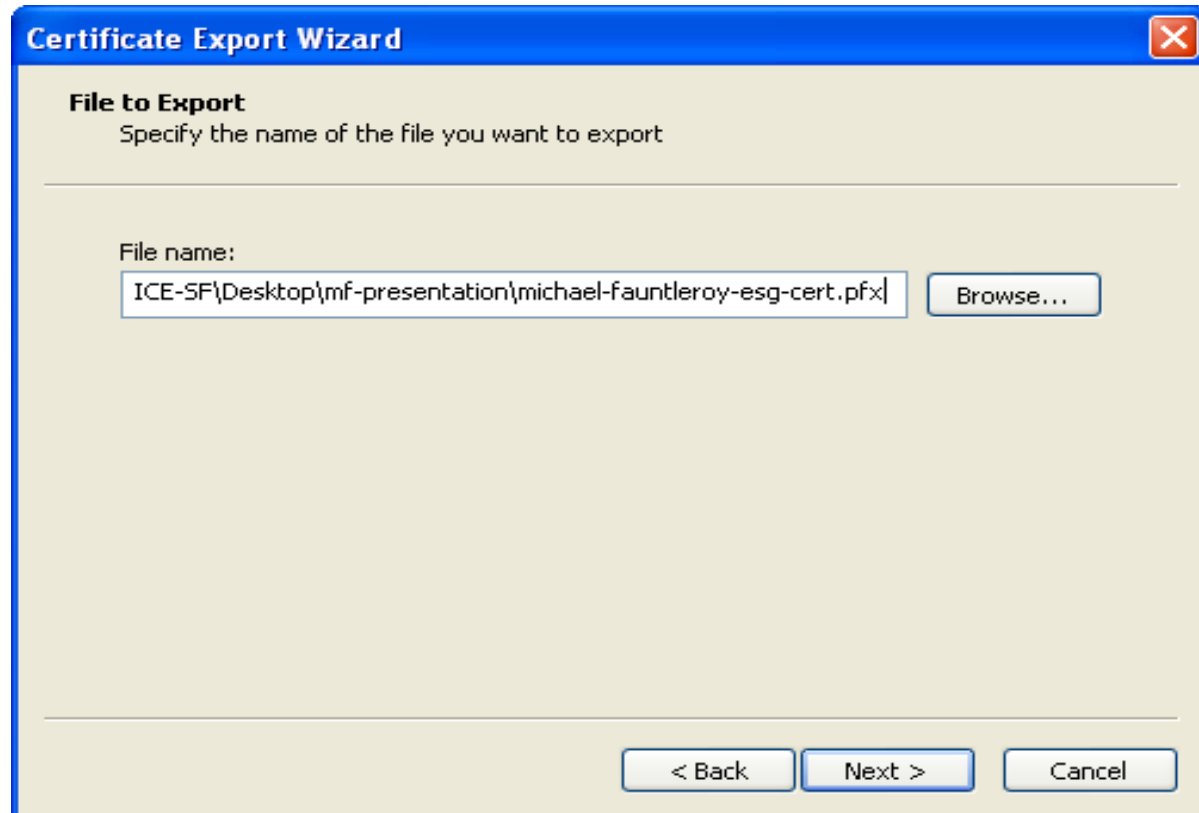 Certificate Export Wizard
File to Export
Specify the name of the file you want to export
File name:
ICE-SF\Desktop\mf-presentation\michael-fauntleroy-esg-cert.pfx
Browse...
< Back
Next >
Cancel